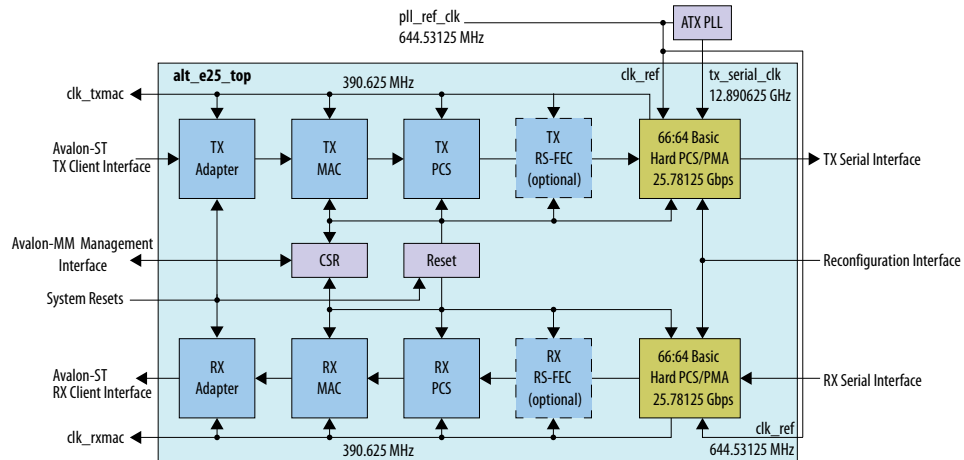 pll_ref_clk
644.53125 MHz
ATX PLL
alt_e25_top
390.625 MHz
clk_ref
tx_serial_clk
12.890625 GHz
clk_txmac
Avalon-ST
TX Client Interface
TX
Adapter
TX
MAC
TX
PCS
TX
RS-FEC
(optional)
66:64 Basic
Hard PCS/PMA
25.78125 Gbps
TX Serial Interface
Avalon-MM Management
Interface
CSR
Reset
Reconfiguration Interface
System Resets
Avalon-ST
RX Client Interface
RX
Adapter
RX
MAC
RX
PCS
RX
RS-FEC
(optional)
66:64 Basic
Hard PCS/PMA
25.78125 Gbps
RX Serial Interface
clk_rxmac
390.625 MHz
clk_ref
644.53125 MHz